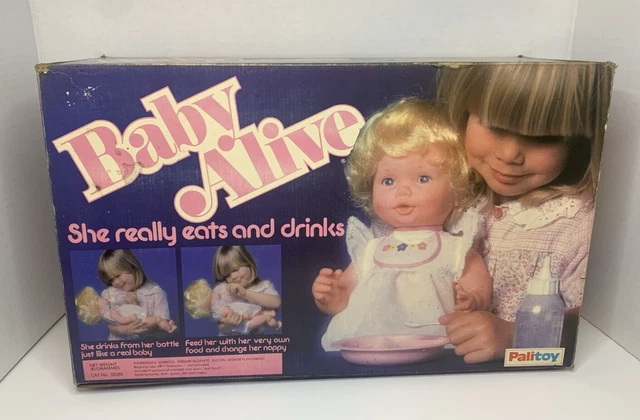 Baby
Alive
She really eats and drinks
She drinks from her bottle
just like a real baby
Feed her with her very own
food and change her nappy
NET WEIGHT
CAT No.
Palitoy